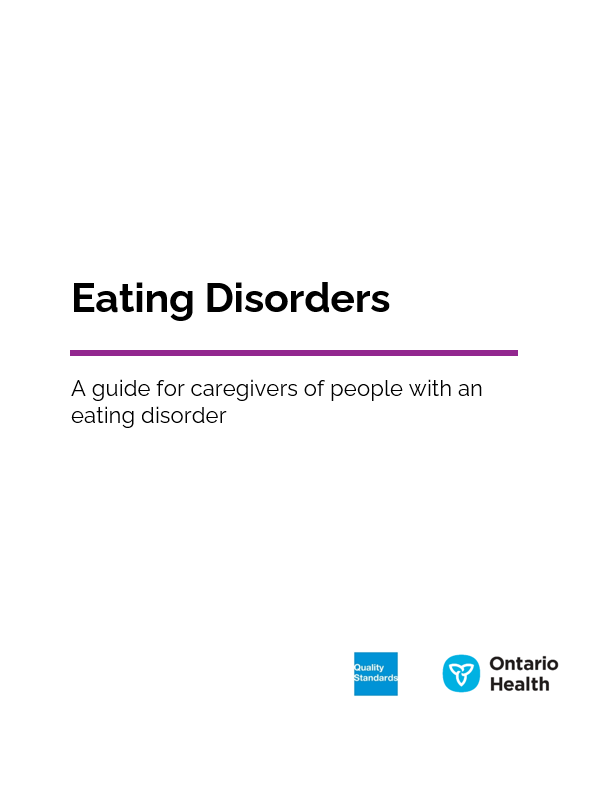 Eating Disorders
A guide for caregivers of people with an
eating disorder
Quality
Standards
Ontario
Health